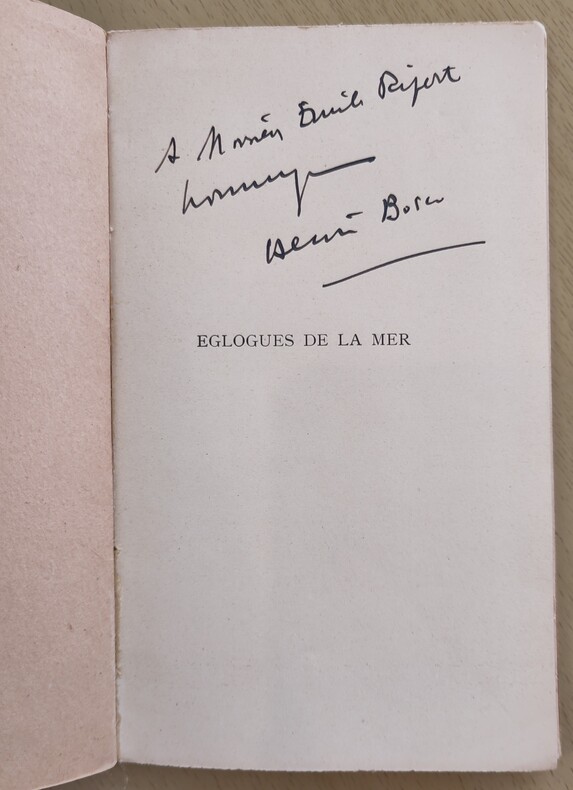 A Monsieur Emile Ripert
hommage
Henri Bosco
EGLOGUES DE LA MER